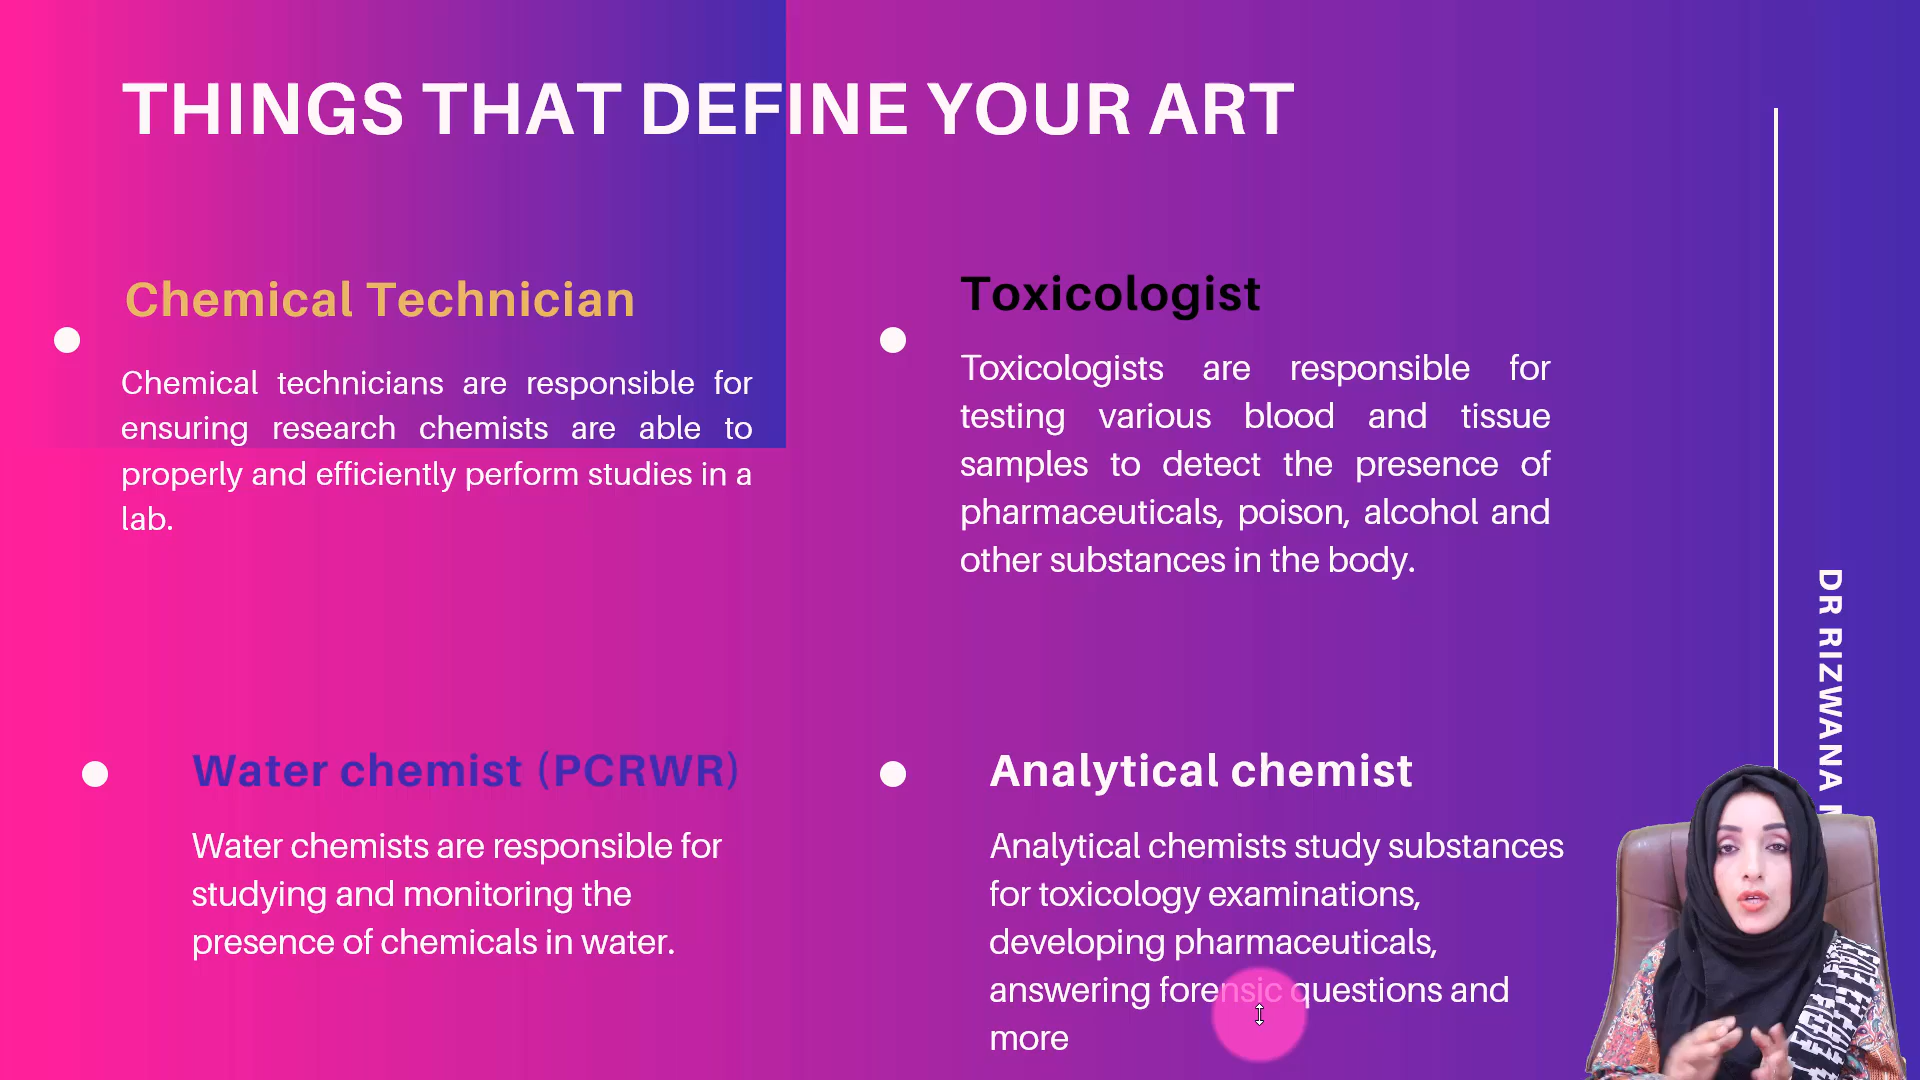 THINGS THAT DEFINE YOUR ART
Chemical Technician
Chemical technicians are responsible for
ensuring research chemists are able to
properly and efficiently perform studies in a
lab.
Toxicologist
Toxicologists are responsible for
testing various blood and tissue
samples to detect the presence of
pharmaceuticals, poison, alcohol and
other substances in the body.
Water chemist (PCRWR)
Water chemists are responsible for
studying and monitoring the
presence of chemicals in water.
Analytical chemist
Analytical chemists study substances
for toxicology examinations,
developing pharmaceuticals,
answering forensic questions and
more
DR RIZWANA